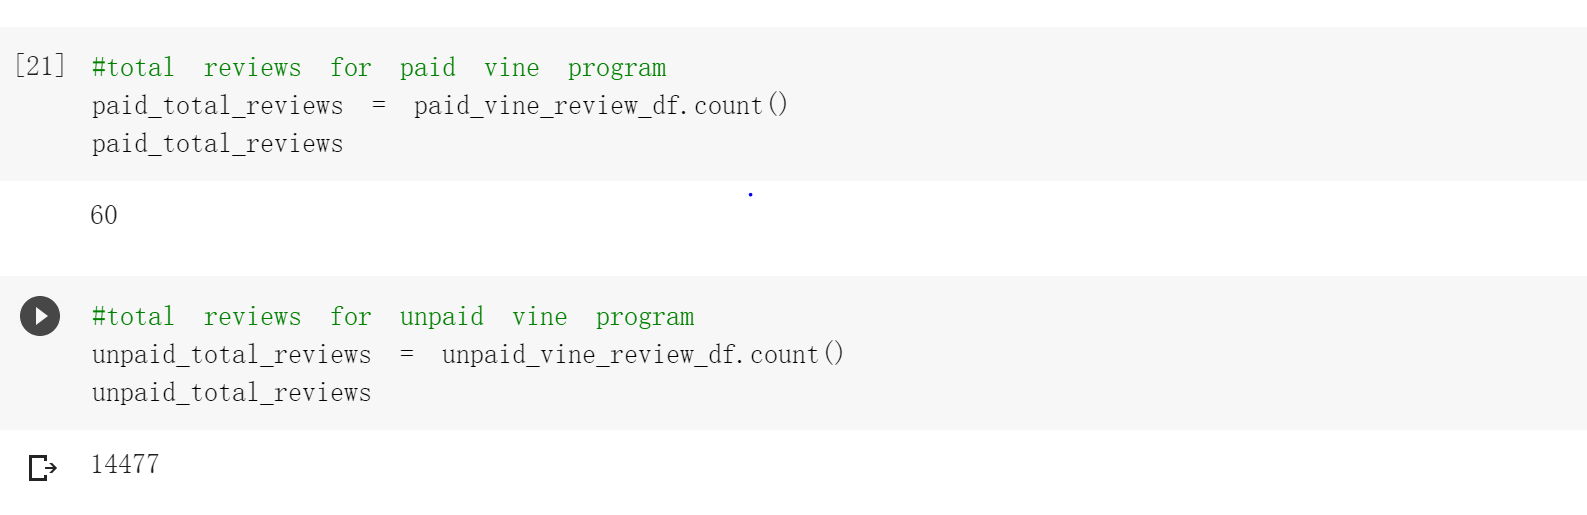 [21] #total reviews for paid vine program
paid_total_reviews = paid_vine_review_df.count()
paid_total_reviews
60
#total reviews for unpaid vine program
unpaid_total_reviews = unpaid_vine_review_df.count()
unpaid_total_reviews
14477